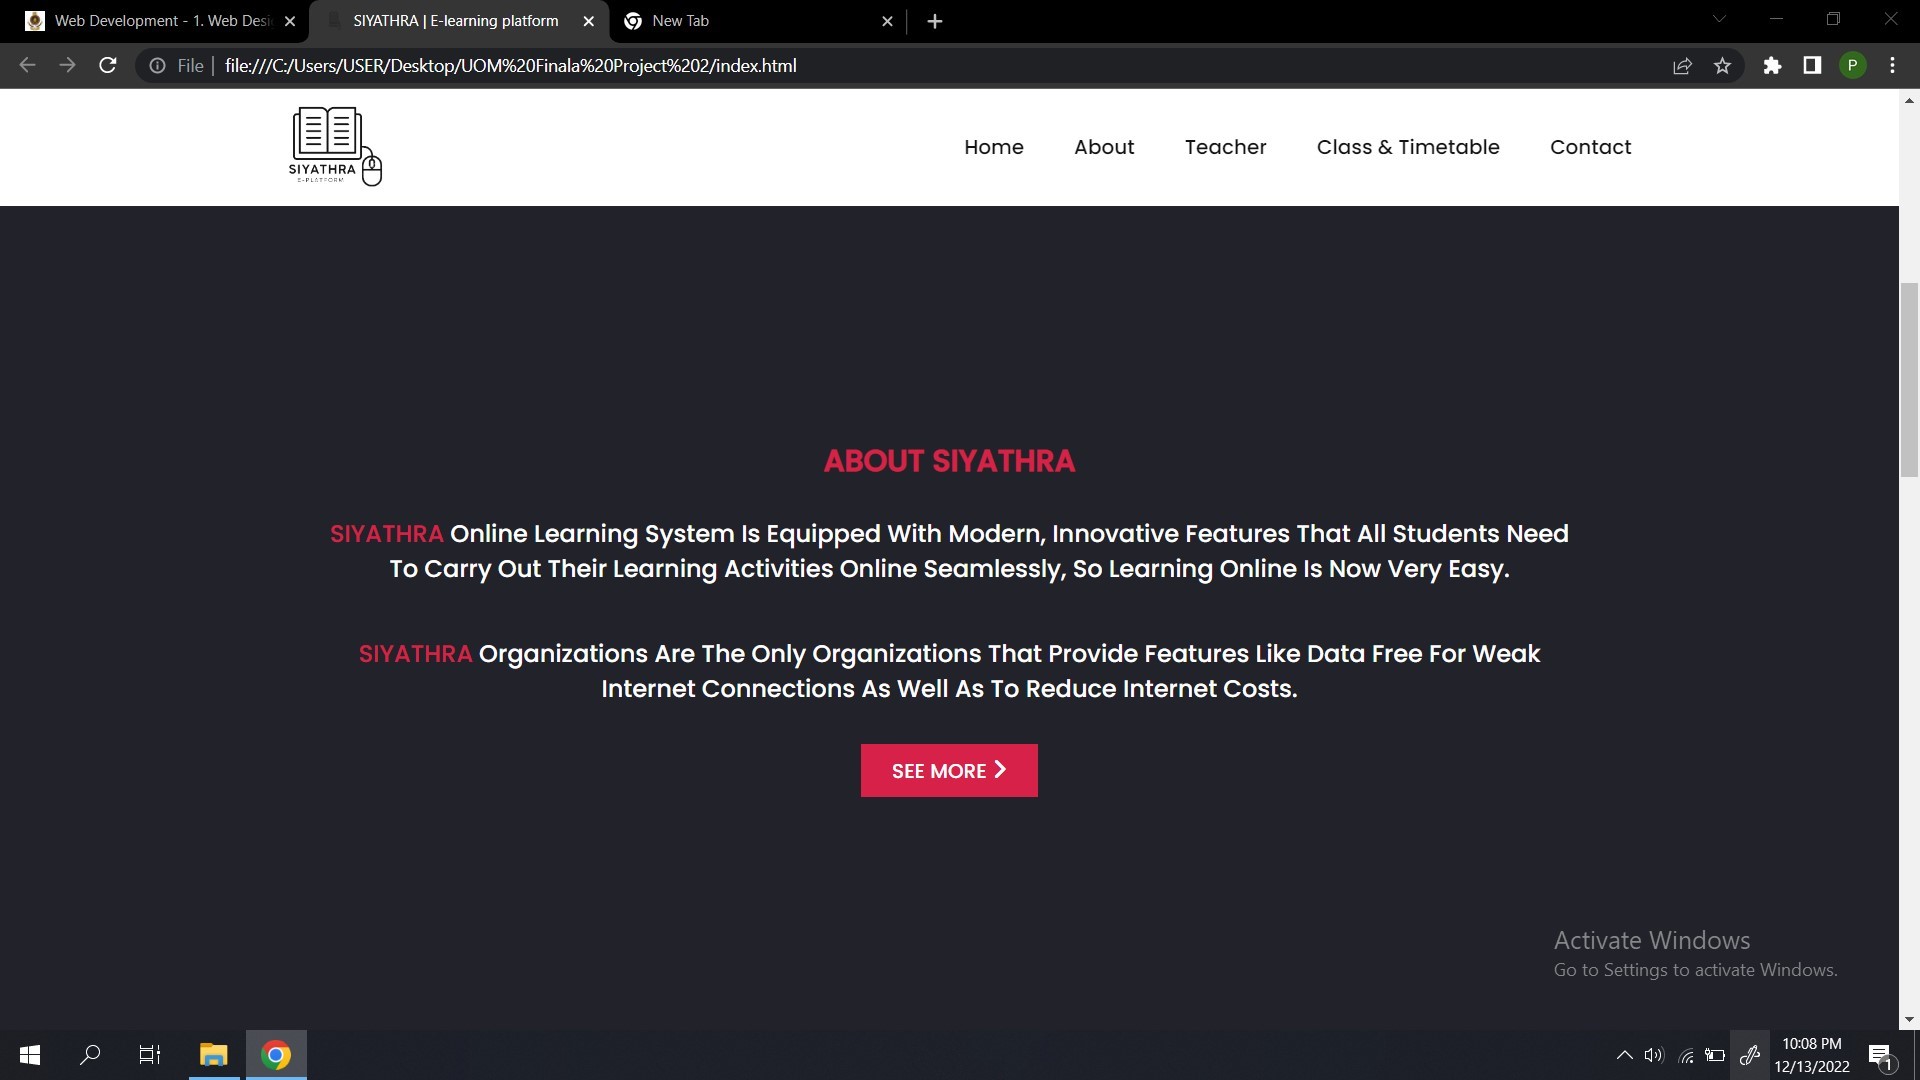 Web Development - 1. Web Desi
SIYATHRA | E-learning platform
New Tab
File
file:///C:/Users/USER/Desktop/UOM%20Finala%20Project%202/index.html
P
SIYATHRA
E-PLATFORM
Home
About
Teacher
Class & Timetable
Contact
ABOUT SIYATHRA
SIYATHRA Online Learning System Is Equipped With Modern, Innovative Features That All Students Need
To Carry Out Their Learning Activities Online Seamlessly, So Learning Online Is Now Very Easy.
SIYATHRA Organizations Are The Only Organizations That Provide Features Like Data Free For Weak
Internet Connections As Well As To Reduce Internet Costs.
SEE MORE
Activate Windows
Go to Settings to activate Windows.
10:08 PM
12/13/2022
1